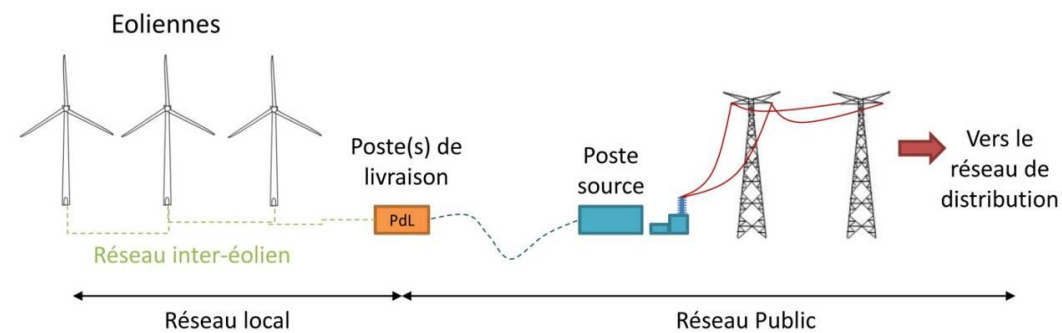 Eoliennes
Poste(s) de
livraison
PdL
Poste
source
Vers le
réseau de
distribution
Réseau inter-éolien
Réseau local
Réseau Public